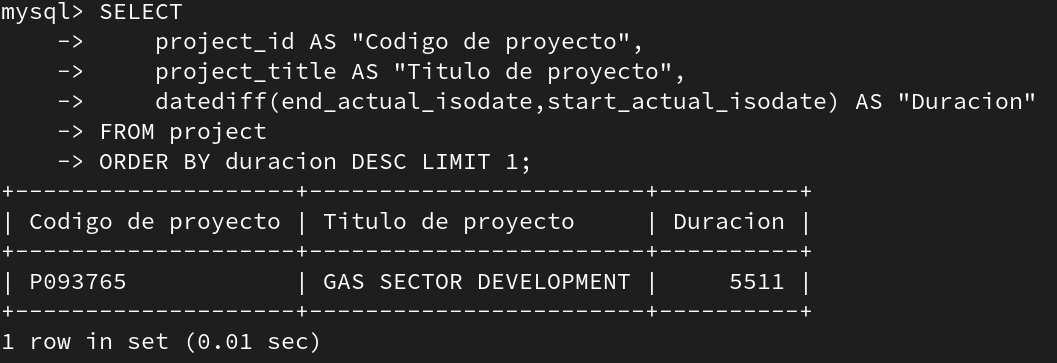 mysql> SELECT
    ->     project_id AS "Codigo de proyecto",
    ->     project_title AS "Titulo de proyecto",
    ->     datediff(end_actual_isodate,start_actual_isodate) AS "Duracion"
    -> FROM project
    -> ORDER BY duracion DESC LIMIT 1;
+--------------------+------------------------+----------+
| Codigo de proyecto | Titulo de proyecto     | Duracion |
+--------------------+------------------------+----------+
| P093765            | GAS SECTOR DEVELOPMENT |     5511 |
+--------------------+------------------------+----------+
1 row in set (0.01 sec)